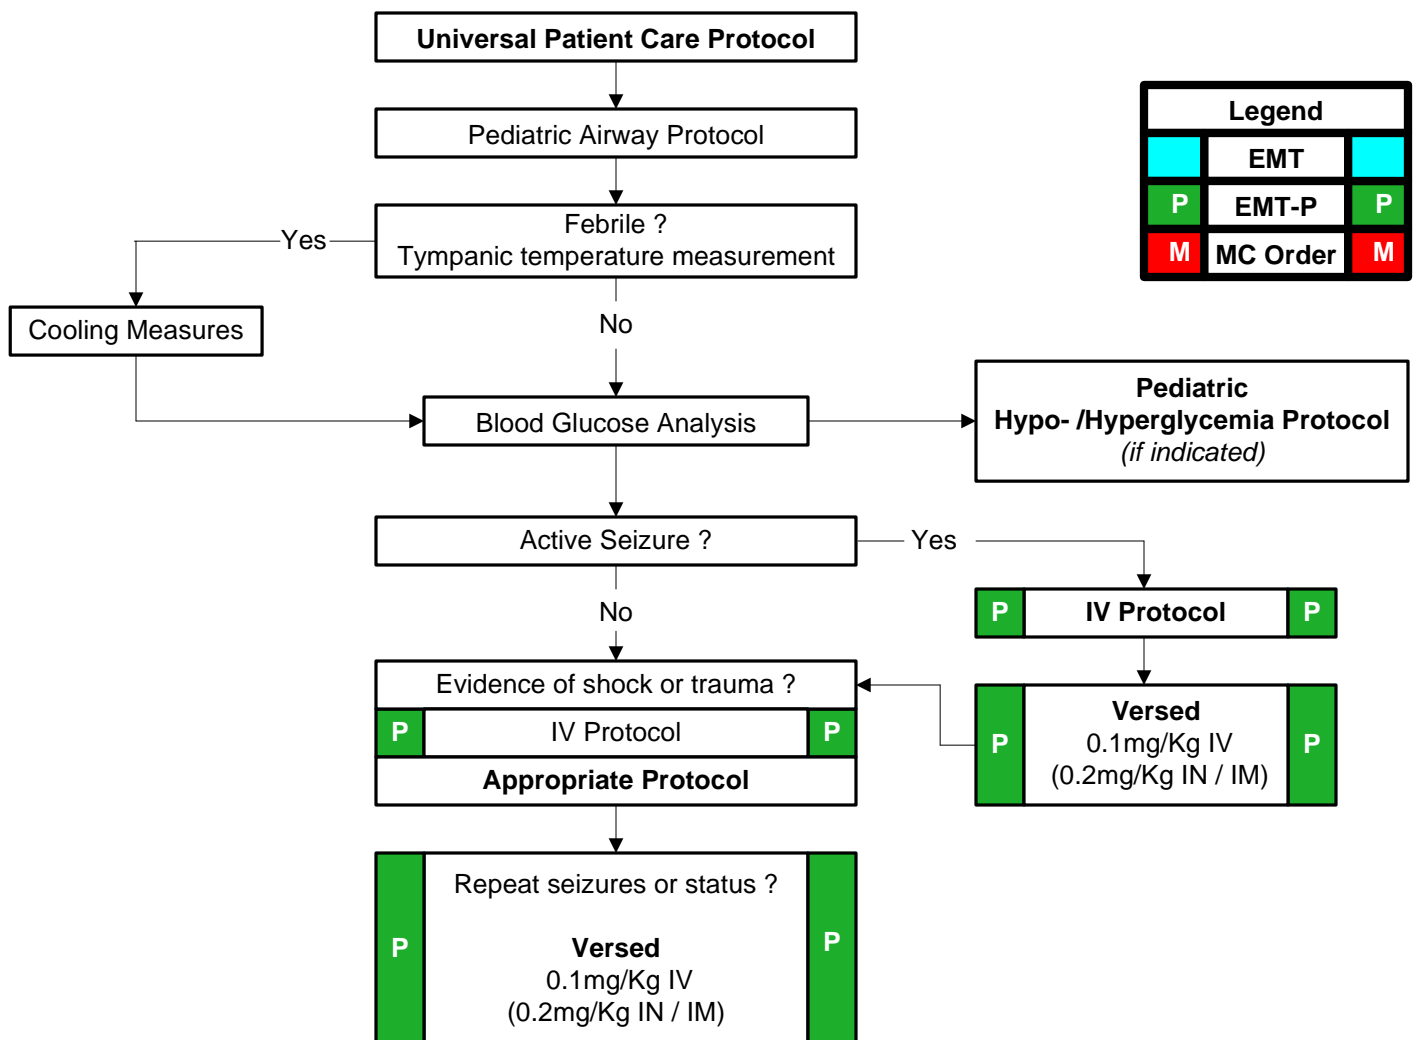 Universal Patient Care Protocol
Pediatric Airway Protocol
Febrile ?
Tympanic temperature measurement
Yes
No
Cooling Measures
Blood Glucose Analysis
Pediatric
Hypo- /Hyperglycemia Protocol
(if indicated)
Active Seizure ?
Yes
No
P IV Protocol P
P Versed P
0.1mg/Kg IV
(0.2mg/Kg IN / IM)
Evidence of shock or trauma ?
P IV Protocol P
Appropriate Protocol
Repeat seizures or status ?
P Versed P
0.1mg/Kg IV
(0.2mg/Kg IN / IM)
Legend
EMT
P EMT-P P
M MC Order M